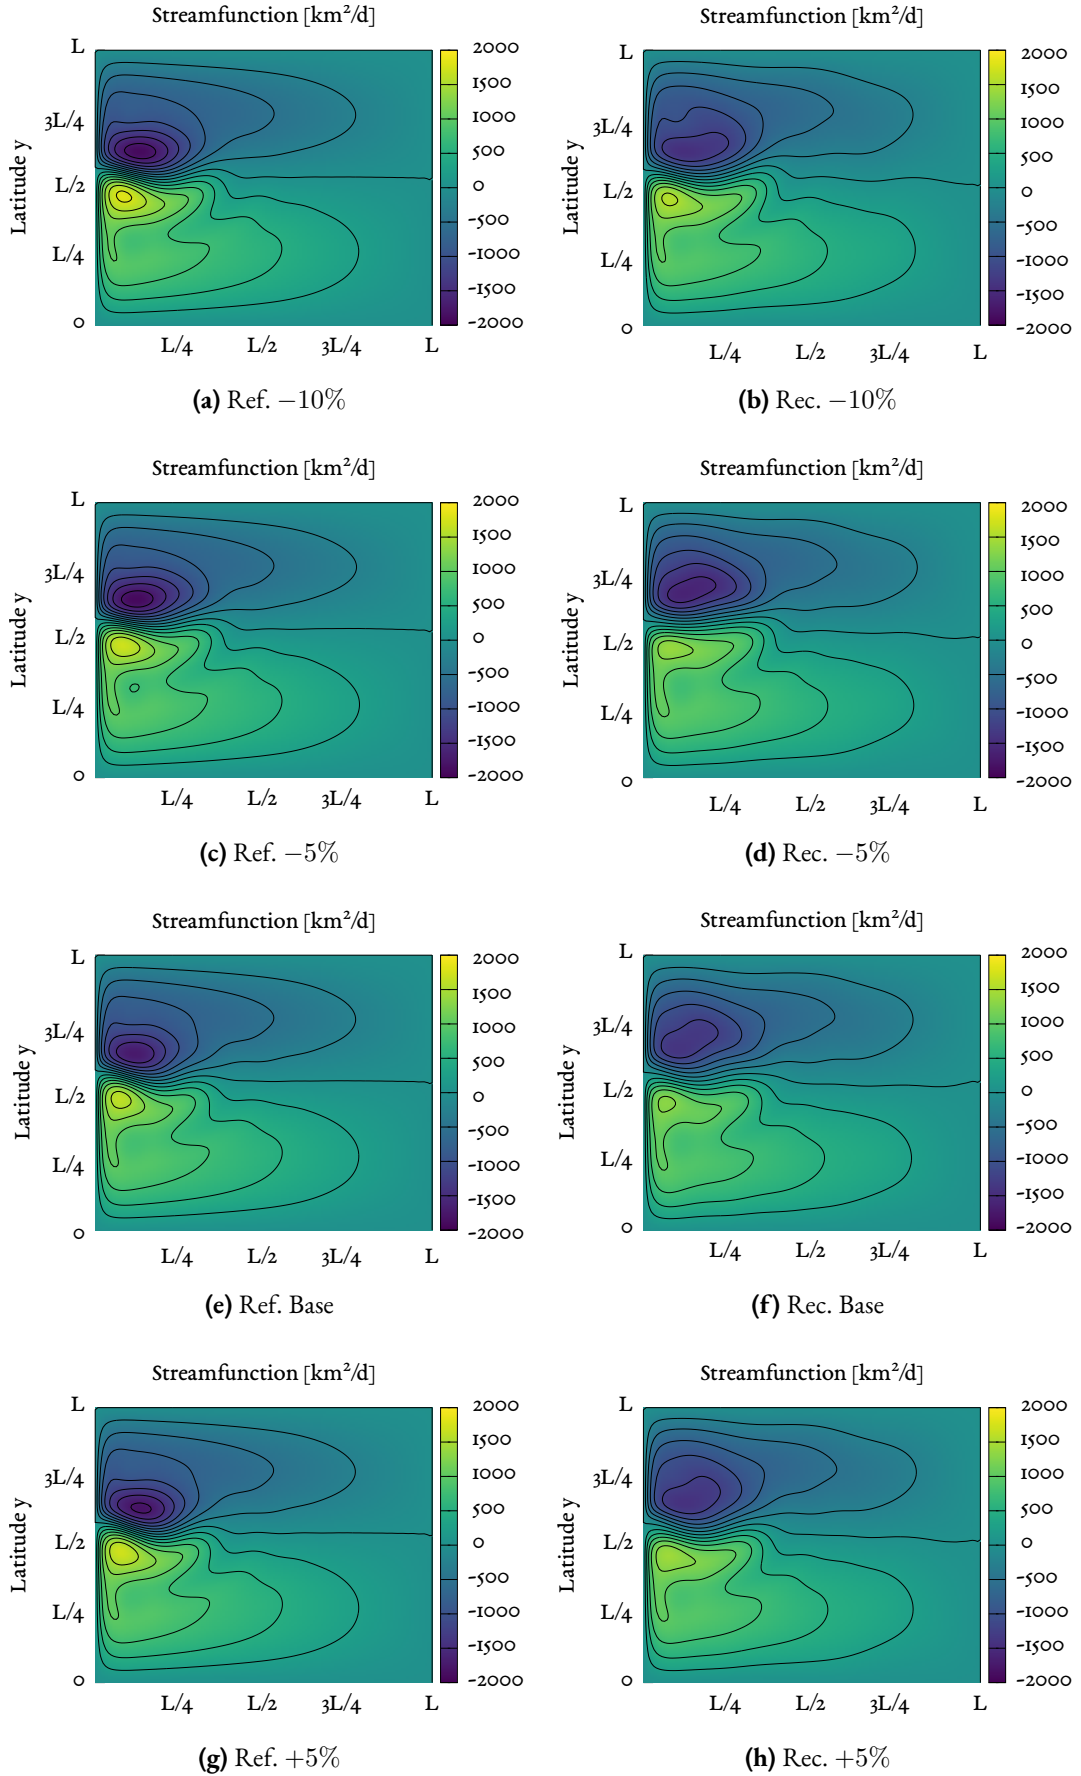 Streamfunction [km²/d]
Streamfunction [km²/d]
L
3L/4
L/2
L/4
0
Latitude y
L/4 L/2 3L/4 L
2000
1500
1000
500
0
-500
-1000
-1500
-2000
L
3L/4
L/2
L/4
0
Latitude y
L/4 L/2 3L/4 L
2000
1500
1000
500
0
-500
-1000
-1500
-2000
(a) Ref. −10%
(b) Rec. −10%
Streamfunction [km²/d]
Streamfunction [km²/d]
L
3L/4
L/2
L/4
0
Latitude y
L/4 L/2 3L/4 L
2000
1500
1000
500
0
-500
-1000
-1500
-2000
L
3L/4
L/2
L/4
0
Latitude y
L/4 L/2 3L/4 L
2000
1500
1000
500
0
-500
-1000
-1500
-2000
(c) Ref. −5%
(d) Rec. −5%
Streamfunction [km²/d]
Streamfunction [km²/d]
L
3L/4
L/2
L/4
0
Latitude y
L/4 L/2 3L/4 L
2000
1500
1000
500
0
-500
-1000
-1500
-2000
L
3L/4
L/2
L/4
0
Latitude y
L/4 L/2 3L/4 L
2000
1500
1000
500
0
-500
-1000
-1500
-2000
(e) Ref. Base
(f) Rec. Base
Streamfunction [km²/d]
Streamfunction [km²/d]
L
3L/4
L/2
L/4
0
Latitude y
L/4 L/2 3L/4 L
2000
1500
1000
500
0
-500
-1000
-1500
-2000
L
3L/4
L/2
L/4
0
Latitude y
L/4 L/2 3L/4 L
2000
1500
1000
500
0
-500
-1000
-1500
-2000
(g) Ref. +5%
(h) Rec. +5%